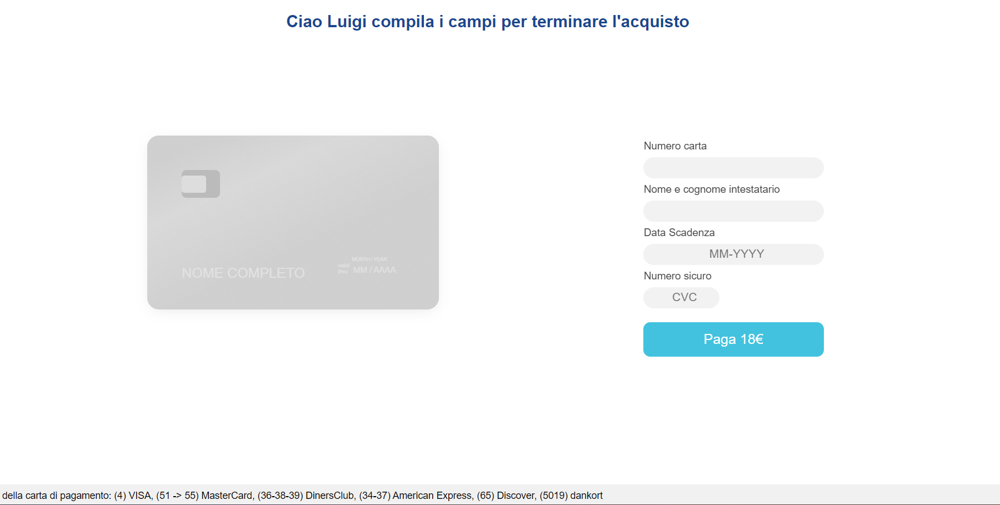 Ciao Luigi compila i campi per terminare l'acquisto
Numero carta
Nome e cognome intestatario
Data Scadenza
MM-YYYY
Numero sicuro
CVC
Paga 18€
MONTH / YEAR
valid
thru
MM / AAAA
NOME COMPLETO
della carta di pagamento: (4) VISA, (51 -> 55) MasterCard, (36-38-39) DinersClub, (34-37) American Express, (65) Discover, (5019) dankort